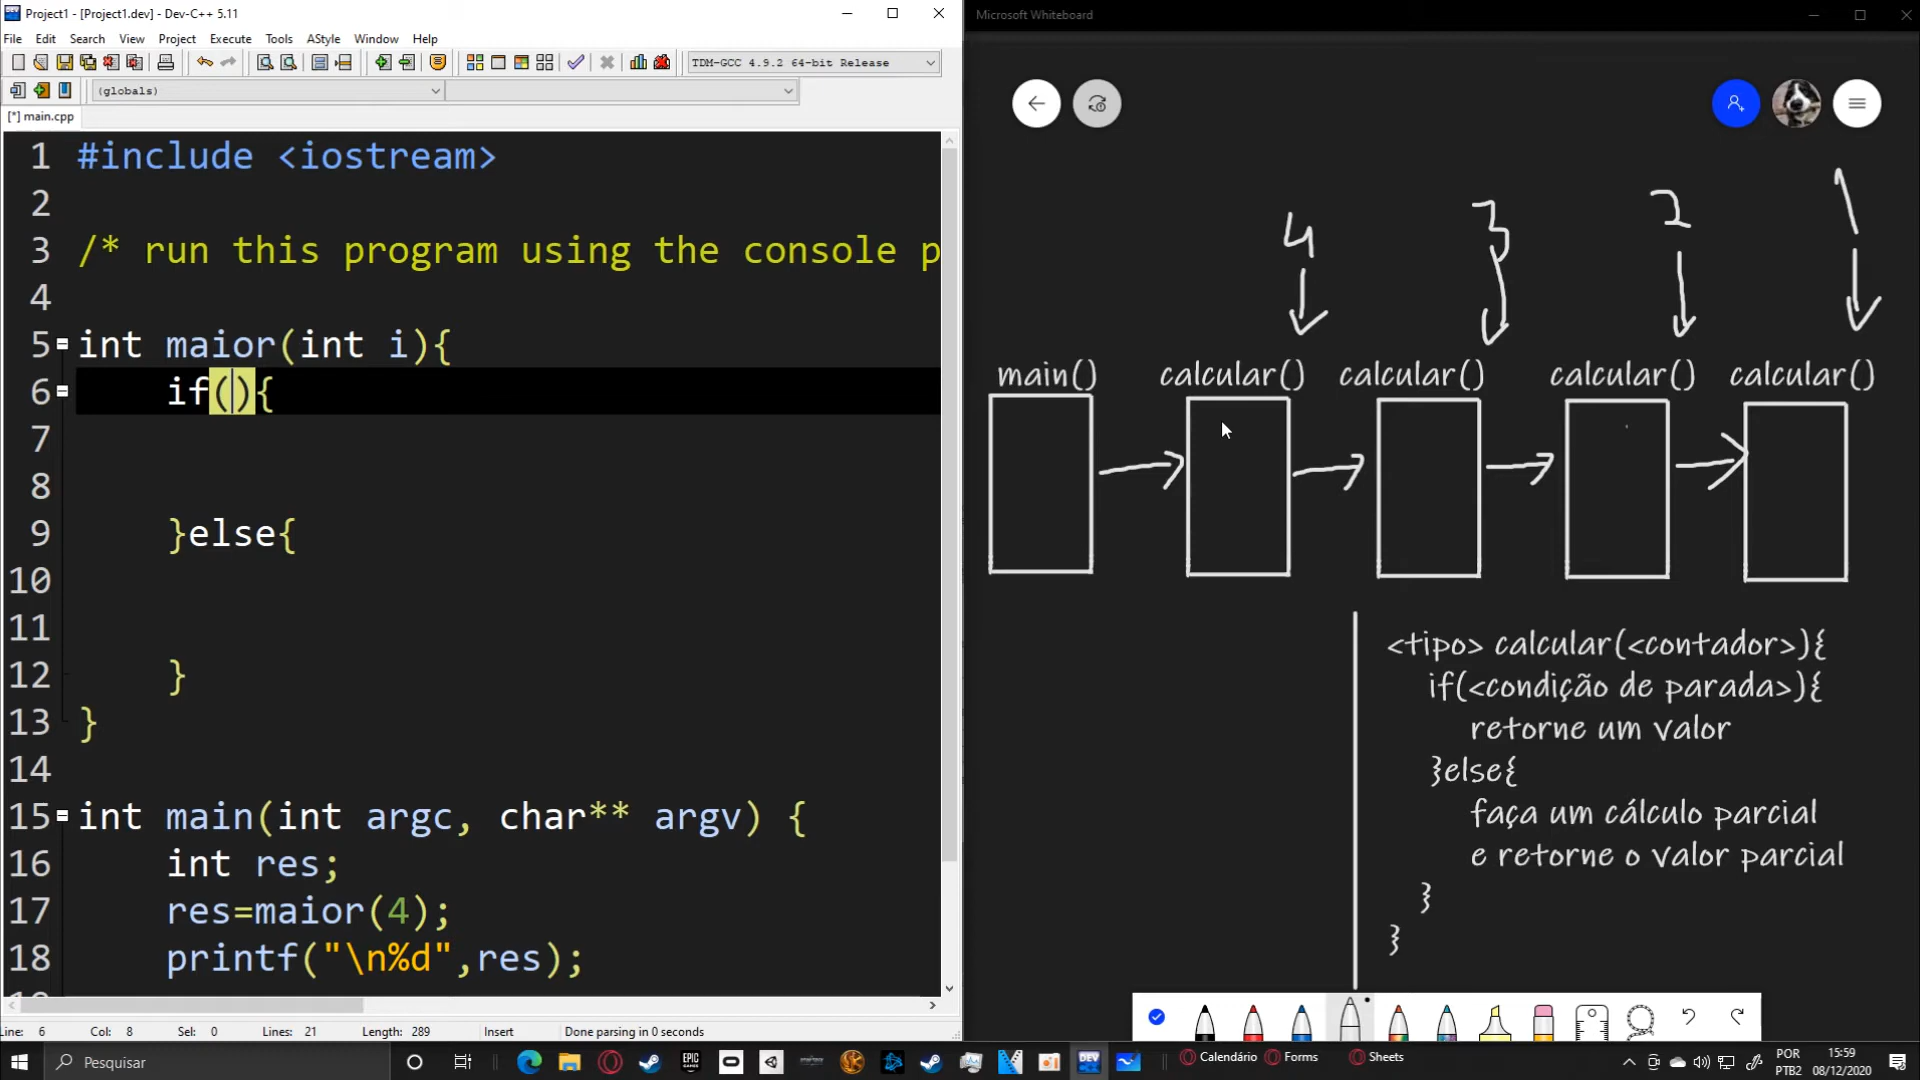 Project1 - [Project1.dev] - Dev-C++ 5.11
File Edit Search View Project Execute Tools AStyle Window Help
TDM-GCC 4.9.2 64-bit Release
(globals)
[*] main.cpp
1 #include <iostream>
2
3 /* run this program using the console p
4
5 int maior(int i){
6 if(){
7
8
9 }else{
10
11
12 }
13 }
14
15 int main(int argc, char** argv) {
16 int res;
17 res=maior(4);
18 printf("\n%d",res);
Line: 6 Col: 8 Sel: 0 Lines: 21 Length: 289 Insert Done parsing in 0 seconds
Microsoft Whiteboard
4 3 2 1
main() calcular() calcular() calcular() calcular()
<tipo> calcular(<contador>){
if(<condição de parada>){
retorne um valor
}else{
faça um cálculo parcial
e retorne o valor parcial
}
}
Pesquisar
EPIC GAMES
DEV
Calendário Forms Sheets
POR
PTB2
15:59
08/12/2020